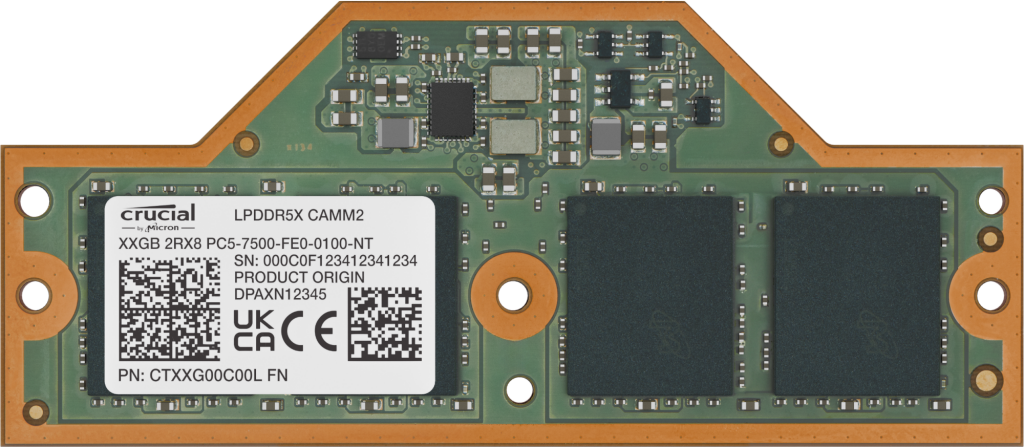 crucial
LPDDR5X CAMM2
by Micron
XXGB 2RX8 PC5-7500-FE0-0100-NT
SN: 000C0F123412341234
PRODUCT ORIGIN
DPAXN12345
UK
CA
CE
PN: CTXXG00C00L FN